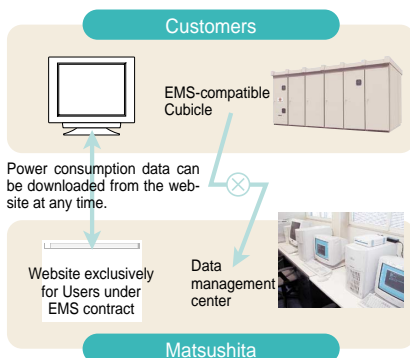 Customers
EMS-compatible
Cubicle
Power consumption data can
be downloaded from the web-
site at any time.
Website exclusively
for Users under
EMS contract
Data
management
center
Matsushita